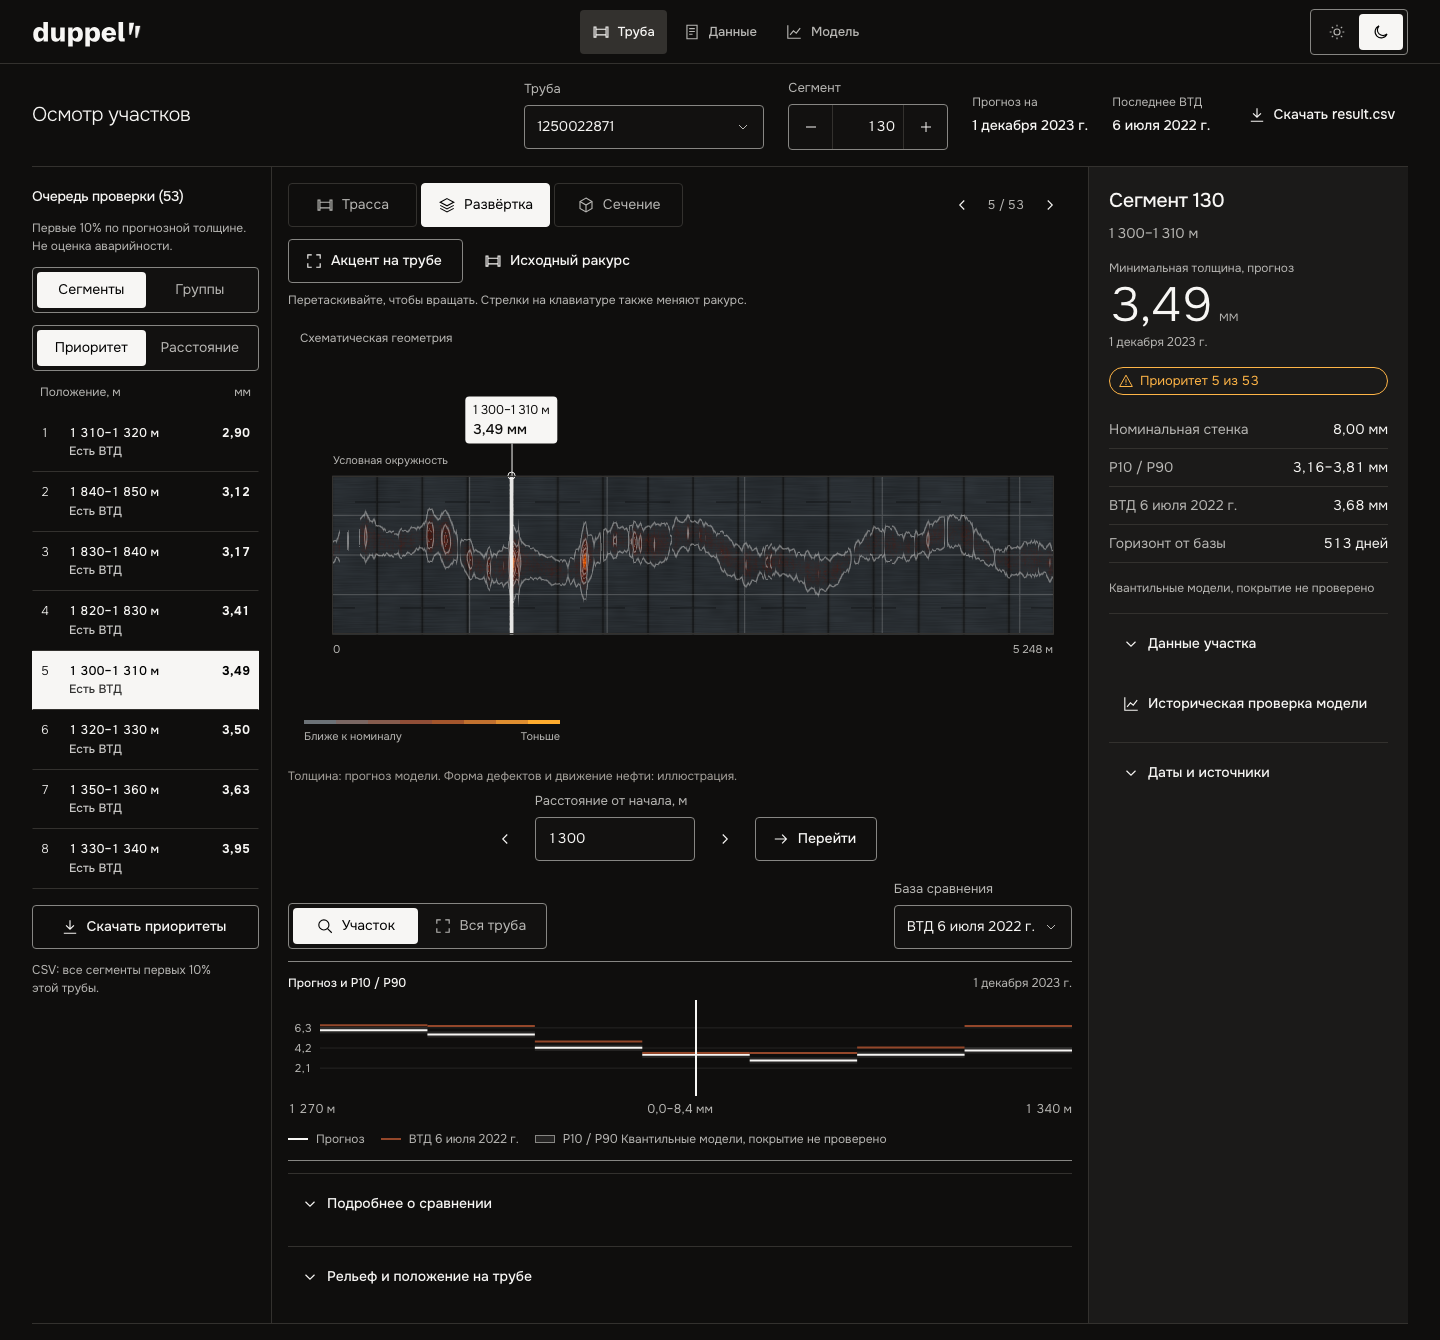 duppel
Труба
Данные
Модель
Осмотр участков
Труба
1250022871
Сегмент
130
Прогноз на
1 декабря 2023 г.
Последнее ВТД
6 июля 2022 г.
Скачать result.csv
Очередь проверки (53)
Первые 10% по прогнозной толщине.
Не оценка аварийности.
Сегменты
Группы
Приоритет
Расстояние
Положение, м
мм
1 1 310–1 320 м 2,90
Есть ВТД
2 1 840–1 850 м 3,12
Есть ВТД
3 1 830–1 840 м 3,17
Есть ВТД
4 1 820–1 830 м 3,41
Есть ВТД
5 1 300–1 310 м 3,49
Есть ВТД
6 1 320–1 330 м 3,50
Есть ВТД
7 1 350–1 360 м 3,63
Есть ВТД
8 1 330–1 340 м 3,95
Есть ВТД
Скачать приоритеты
CSV: все сегменты первых 10%
этой трубы.
Трасса
Развёртка
Сечение
5 / 53
Акцент на трубе
Исходный ракурс
Перетаскивайте, чтобы вращать. Стрелки на клавиатуре также меняют ракурс.
Схематическая геометрия
1 300–1 310 м
3,49 мм
Условная окружность
0
5 248 м
Ближе к номиналу
Тоньше
Толщина: прогноз модели. Форма дефектов и движение нефти: иллюстрация.
Расстояние от начала, м
1 300
Перейти
Участок
Вся труба
База сравнения
ВТД 6 июля 2022 г.
Прогноз и P10 / P90
1 декабря 2023 г.
6,3
4,2
2,1
1 270 м
0,0–8,4 мм
1 340 м
Прогноз
ВТД 6 июля 2022 г.
P10 / P90 Квантильные модели, покрытие не проверено
Подробнее о сравнении
Рельеф и положение на трубе
Сегмент 130
1 300–1 310 м
Минимальная толщина, прогноз
3,49 мм
1 декабря 2023 г.
Приоритет 5 из 53
Номинальная стенка 8,00 мм
P10 / P90 3,16–3,81 мм
ВТД 6 июля 2022 г. 3,68 мм
Горизонт от базы 513 дней
Квантильные модели, покрытие не проверено
Данные участка
Историческая проверка модели
Даты и источники